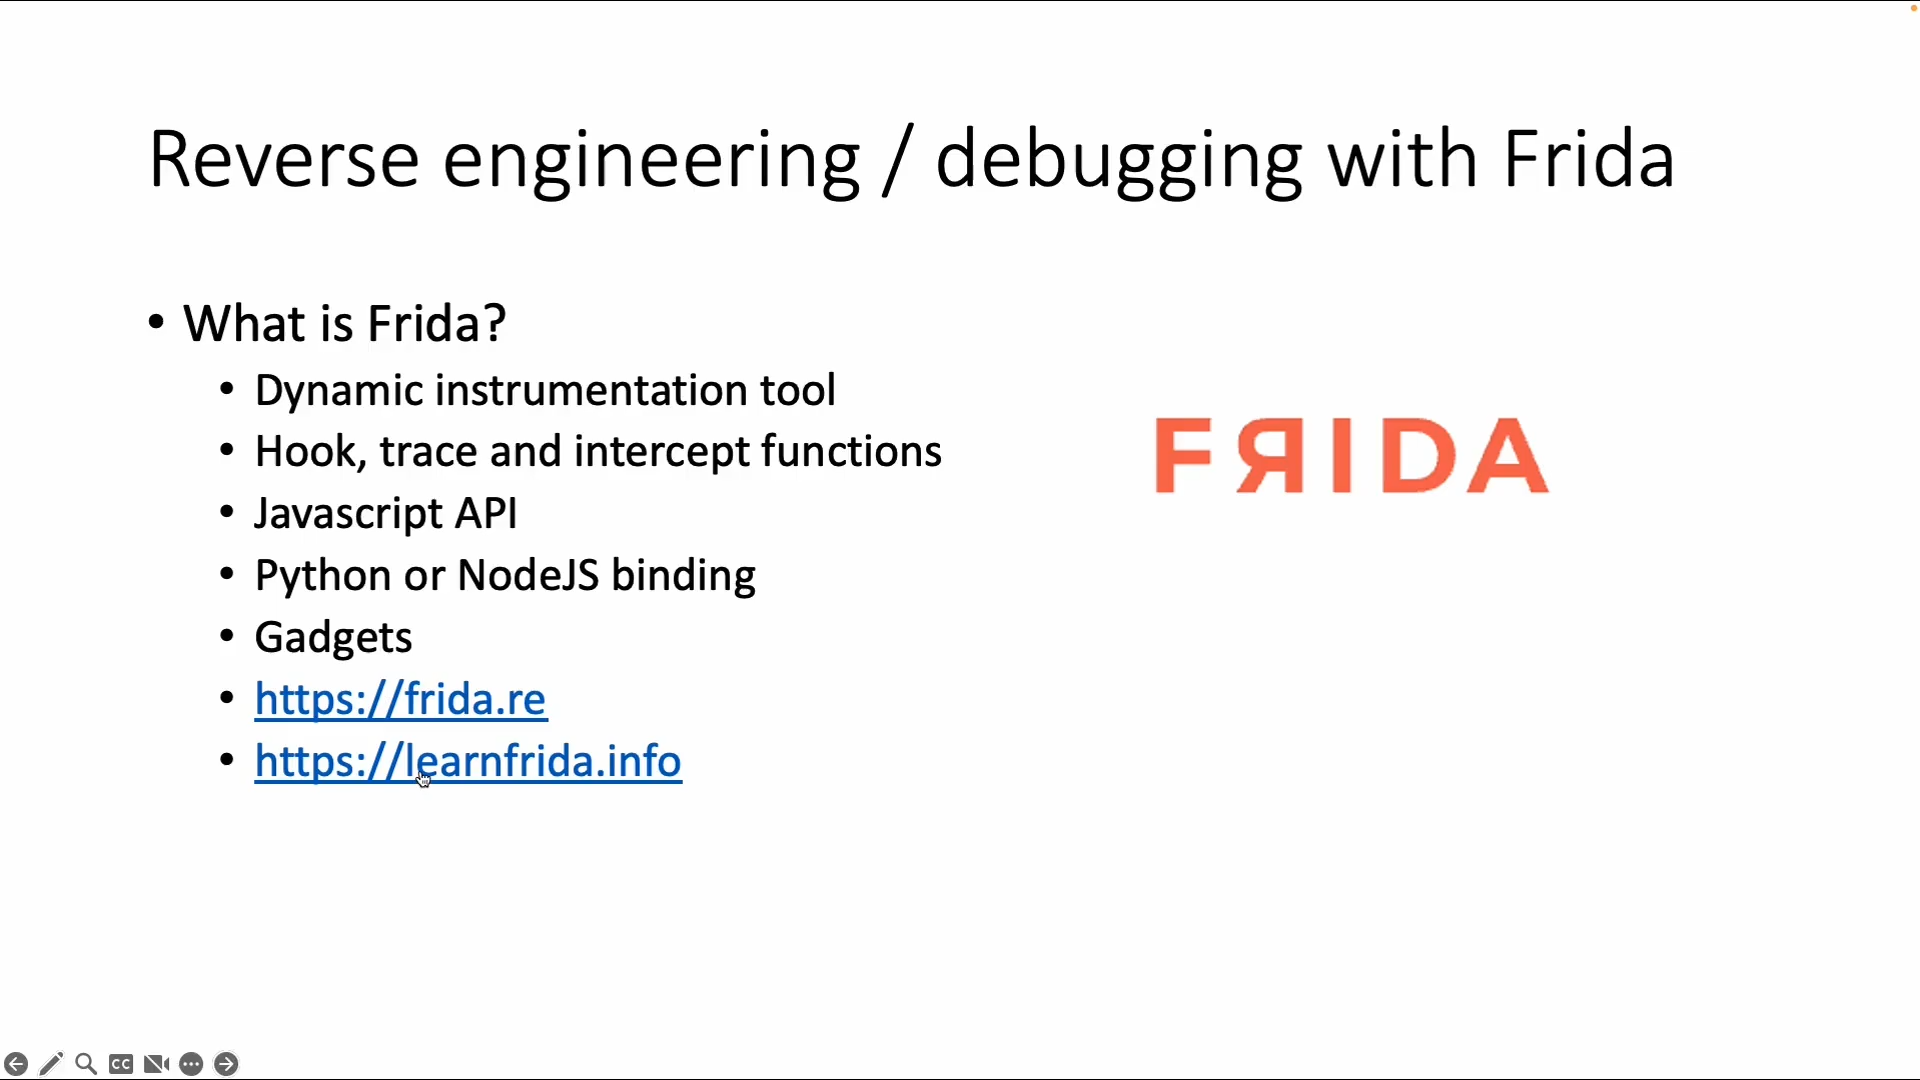 Reverse engineering / debugging with Frida
• What is Frida?
• Dynamic instrumentation tool
• Hook, trace and intercept functions
• Javascript API
• Python or NodeJS binding
• Gadgets
• https://frida.re
• https://learnfrida.info
FЯIDA
CC